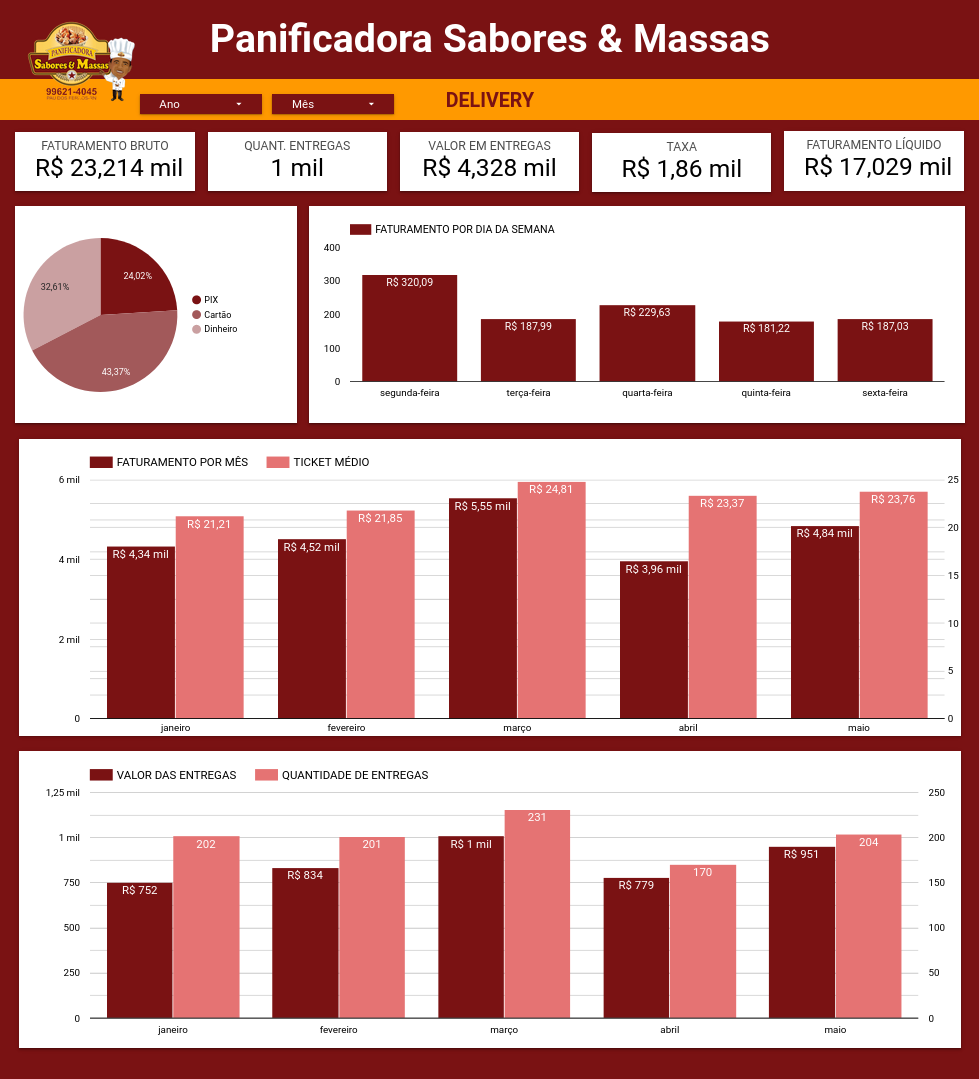 Panificadora Sabores & Massas
PANIFICADORA
Sabores & Massas
99621-4045
Ano
Mês
DELIVERY
FATURAMENTO BRUTO
R$ 23,214 mil
QUANT. ENTREGAS
1 mil
VALOR EM ENTREGAS
R$ 4,328 mil
TAXA
R$ 1,86 mil
FATURAMENTO LÍQUIDO
R$ 17,029 mil
24,02%
32,61%
43,37%
PIX
Cartão
Dinheiro
FATURAMENTO POR DIA DA SEMANA
400
300
200
100
0
R$ 320,09
R$ 187,99
R$ 229,63
R$ 181,22
R$ 187,03
segunda-feira
terça-feira
quarta-feira
quinta-feira
sexta-feira
FATURAMENTO POR MÊS
TICKET MÉDIO
6 mil
4 mil
2 mil
0
R$ 4,34 mil
R$ 21,21
R$ 4,52 mil
R$ 21,85
R$ 5,55 mil
R$ 24,81
R$ 3,96 mil
R$ 23,37
R$ 4,84 mil
R$ 23,76
25
20
15
10
5
0
janeiro
fevereiro
março
abril
maio
VALOR DAS ENTREGAS
QUANTIDADE DE ENTREGAS
1,25 mil
1 mil
750
500
250
0
R$ 752
202
R$ 834
201
R$ 1 mil
231
R$ 779
170
R$ 951
204
250
200
150
100
50
0
janeiro
fevereiro
março
abril
maio